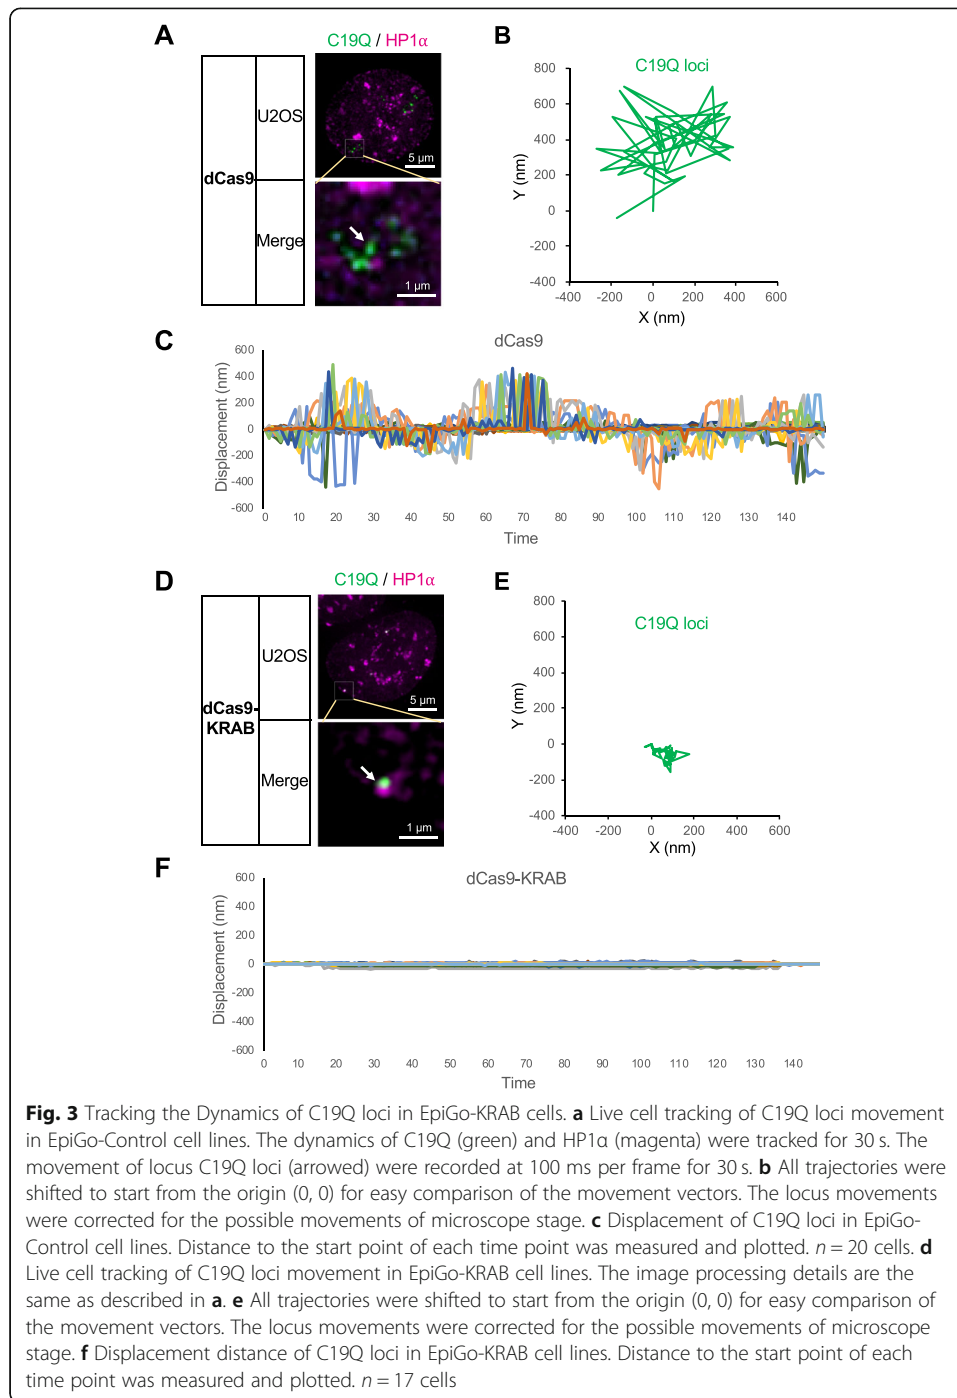 A
C19Q / HP1α
dCas9
U2OS
Merge
5 µm
1 µm
B
C19Q loci
800
600
400
200
0
-200
-400
Y (nm)
-400 -200 0 200 400 600
X (nm)
C
dCas9
600
400
200
0
-200
-400
-600
Displacement (nm)
0 10 20 30 40 50 60 70 80 90 100 110 120 130 140
Time
D
C19Q / HP1α
dCas9-
KRAB
U2OS
Merge
5 µm
1 µm
E
C19Q loci
800
600
400
200
0
-200
-400
Y (nm)
-400 -200 0 200 400 600
X (nm)
F
dCas9-KRAB
600
400
200
0
-200
-400
-600
Displacement (nm)
0 10 20 30 40 50 60 70 80 90 100 110 120 130 140
Time
Fig. 3 Tracking the Dynamics of C19Q loci in EpiGo-KRAB cells. a Live cell tracking of C19Q loci movement
in EpiGo-Control cell lines. The dynamics of C19Q (green) and HP1α (magenta) were tracked for 30 s. The
movement of locus C19Q loci (arrowed) were recorded at 100 ms per frame for 30 s. b All trajectories were
shifted to start from the origin (0, 0) for easy comparison of the movement vectors. The locus movements
were corrected for the possible movements of microscope stage. c Displacement of C19Q loci in EpiGo-
Control cell lines. Distance to the start point of each time point was measured and plotted. n = 20 cells. d
Live cell tracking of C19Q loci movement in EpiGo-KRAB cell lines. The image processing details are the
same as described in a. e All trajectories were shifted to start from the origin (0, 0) for easy comparison of
the movement vectors. The locus movements were corrected for the possible movements of microscope
stage. f Displacement distance of C19Q loci in EpiGo-KRAB cell lines. Distance to the start point of each
time point was measured and plotted. n = 17 cells